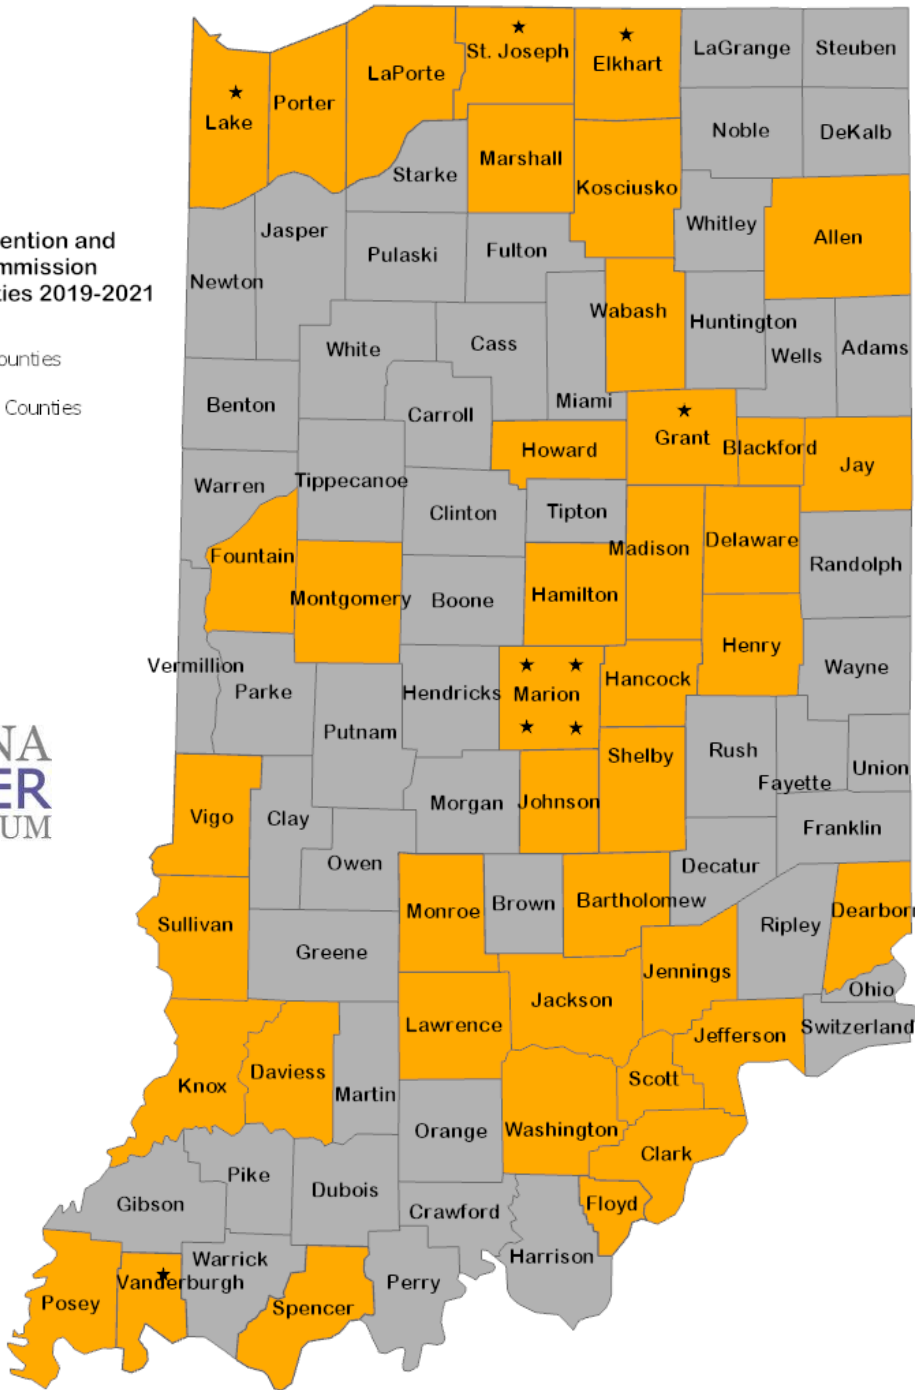 LaGrange
Steuben
St. Joseph
Elkhart
LaPorte
Porter
Lake
Noble
DeKalb
Marshall
Starke
Kosciusko
Whitley
Allen
ention and
mmission
ties 2019-2021
Jasper
Pulaski
Fulton
Newton
Wabash
Huntington
Wells
Adams
White
Cass
ounties
Counties
Benton
Carroll
Miami
Grant
Blackford
Jay
Howard
Warren
Tippecanoe
Clinton
Tipton
Madison
Delaware
Randolph
Fountain
Montgomery
Boone
Hamilton
Henry
Wayne
Vermillion
Parke
Hendricks
Marion
Hancock
Putnam
Rush
Fayette
Union
NA
ER
UM
Shelby
Vigo
Clay
Morgan
Johnson
Franklin
Owen
Decatur
Monroe
Brown
Bartholomew
Dearborn
Sullivan
Ripley
Greene
Jennings
Ohio
Jackson
Lawrence
Jefferson
Switzerland
Knox
Daviess
Martin
Scott
Orange
Washington
Clark
Pike
Dubois
Gibson
Crawford
Floyd
Harrison
Warrick
Vanderburgh
Perry
Posey
Spencer